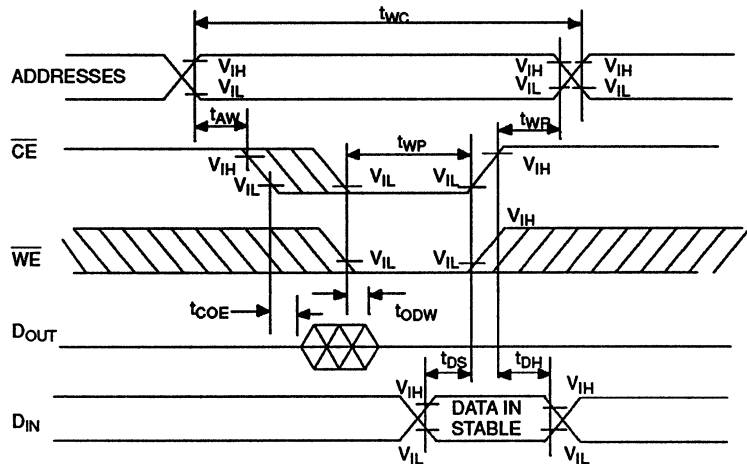 tWC
ADDRESSES
VIH
VIL
VIH
VIL
VIH
VIL
tAW
tWP
tWR
CE
VIH
VIL
VIL
VIL
VIH
VIH
WE
VIL
VIL
tCOE
tODW
DOUT
tDS
tDH
VIH
DATA IN
STABLE
VIH
DIN
VIL
VIL